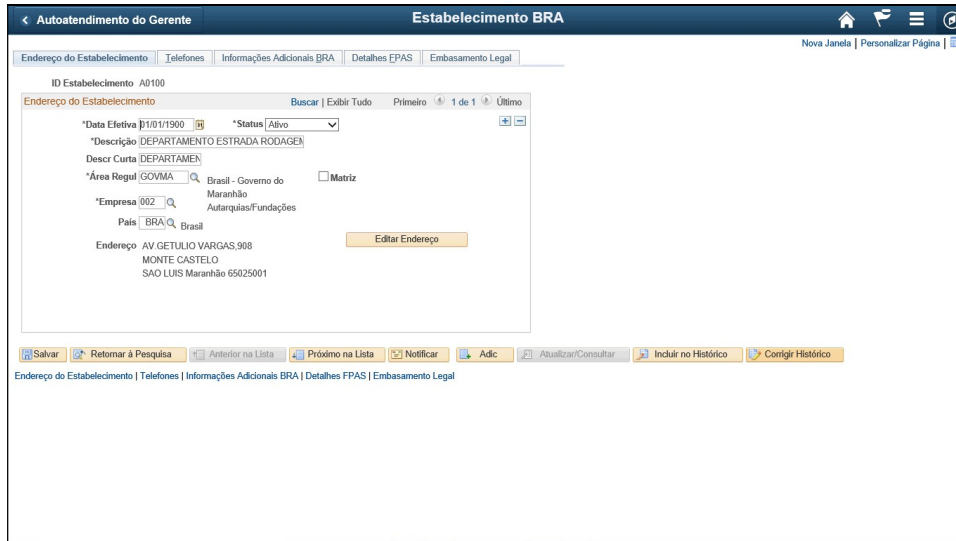 Autoatendimento do Gerente
Estabelecimento BRA
Nova Janela | Personalizar Página |
Endereço do Estabelecimento Telefones Informações Adicionais BRA Detalhes FPAS Embasamento Legal
ID Estabelecimento A0100
Endereço do Estabelecimento Buscar | Exibir Tudo Primeiro 1 de 1 Último
*Data Efetiva 01/01/1900 *Status Ativo
*Descrição DEPARTAMENTO ESTRADA RODAGEM
Descr Curta DEPARTAMEN
*Área Regul GOVMA Brasil - Governo do Matriz
Maranhão
*Empresa 002 Autarquias/Fundações
País BRA Brasil
Editar Endereço
Endereço AV.GETULIO VARGAS,908
MONTE CASTELO
SAO LUIS Maranhão 65025001
Salvar Retornar à Pesquisa Anterior na Lista Próximo na Lista Notificar Adic Atualizar/Consultar Incluir no Histórico Corrigir Histórico
Endereço do Estabelecimento | Telefones | Informações Adicionais BRA | Detalhes FPAS | Embasamento Legal